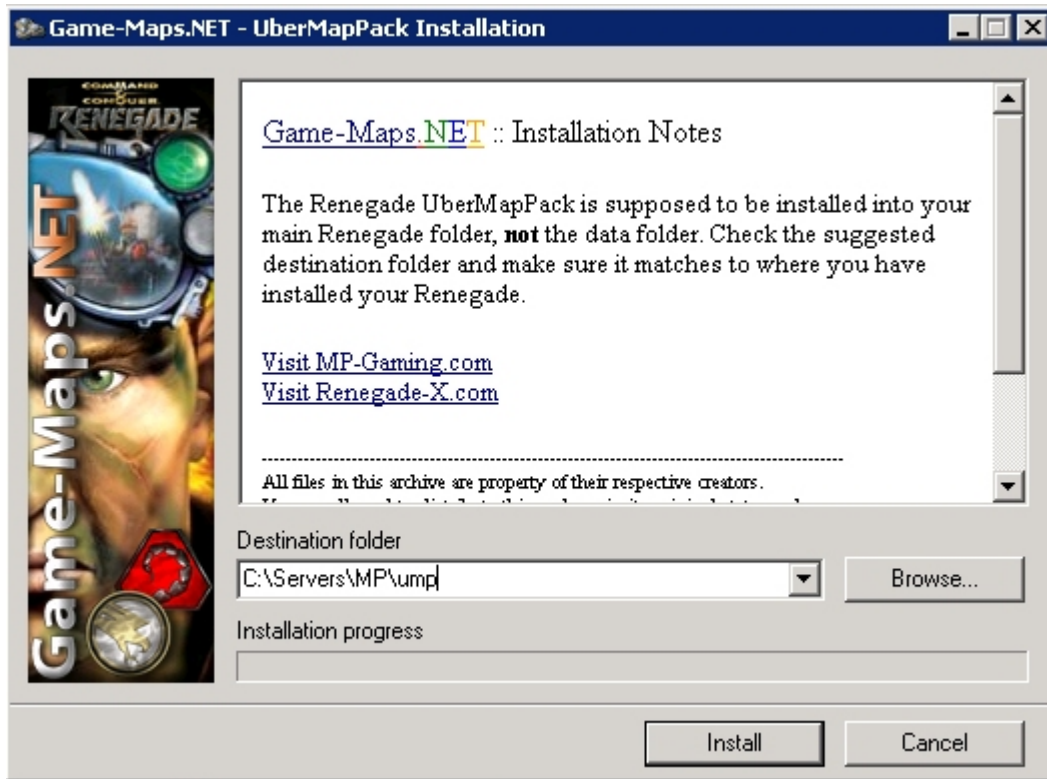 Game-Maps.NET - UberMapPack Installation
COMMAND
CONQUER
RENEGADE
Game-Maps.NET
Game-Maps.NET :: Installation Notes
The Renegade UberMapPack is supposed to be installed into your
main Renegade folder, not the data folder. Check the suggested
destination folder and make sure it matches to where you have
installed your Renegade.
Visit MP-Gaming.com
Visit Renegade-X.com
--------------------------------------------------------------------------------
All files in this archive are property of their respective creators.
Destination folder
C:\Servers\MP\ump
Browse...
Installation progress
Install
Cancel